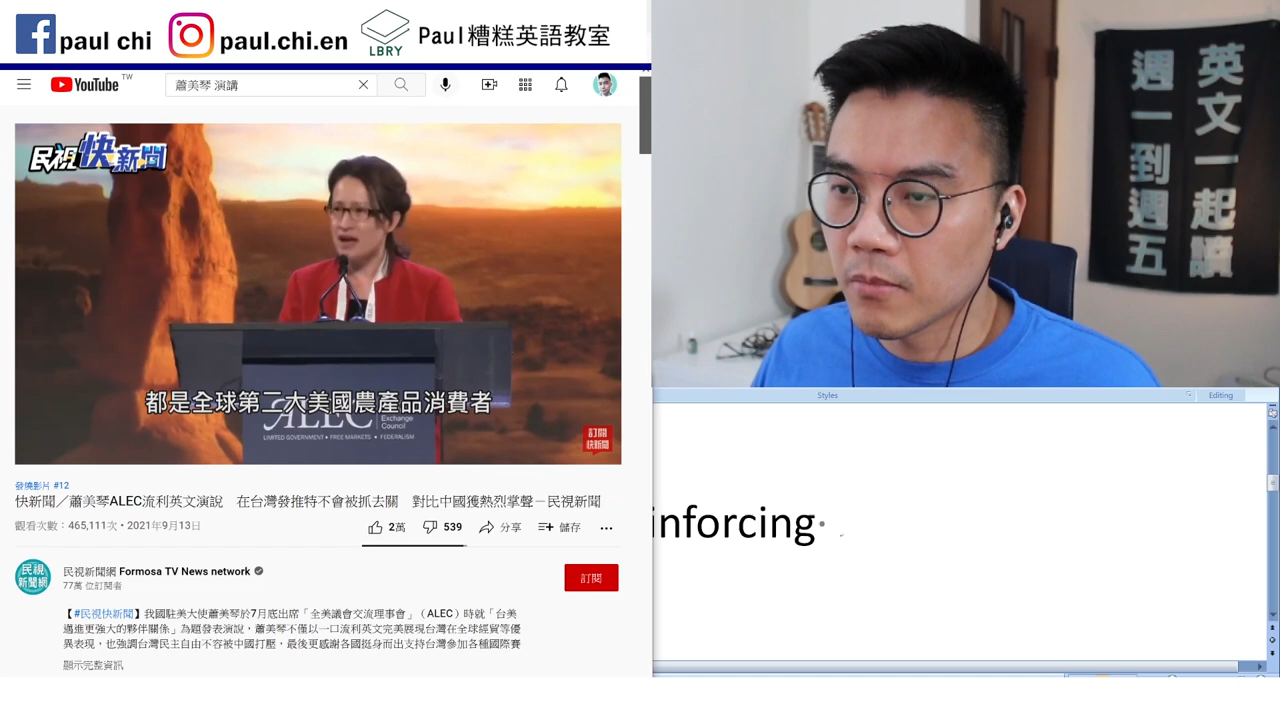 paul chi
paul.chi.en
LBRY
Paul糟糕英語教室
YouTube TW
蕭美琴 演講
民視快新聞
都是全球第二大美國農產品消費者
ALEC
Exchange
Council
LIMITED GOVERNMENT • FREE MARKETS • FEDERALISM
訂閱
快新聞
發燒影片 #12
快新聞／蕭美琴ALEC流利英文演說 在台灣發推特不會被抓去關 對比中國獲熱烈掌聲－民視新聞
觀看次數：465,111次 • 2021年9月13日
2萬
539
分享
儲存
民視新聞網
民視新聞網 Formosa TV News network
77萬 位訂閱者
訂閱
【#民視快新聞】我國駐美大使蕭美琴於7月底出席「全美議會交流理事會」（ALEC）時就「台美
邁進更強大的夥伴關係」為題發表演說，蕭美琴不僅以一口流利英文完美展現台灣在全球經貿等優
異表現，也強調台灣民主自由不容被中國打壓，最後更感謝各國挺身而出支持台灣參加各種國際賽
顯示完整資訊
英文一起讀
週一到週五
Styles
Editing
inforcing